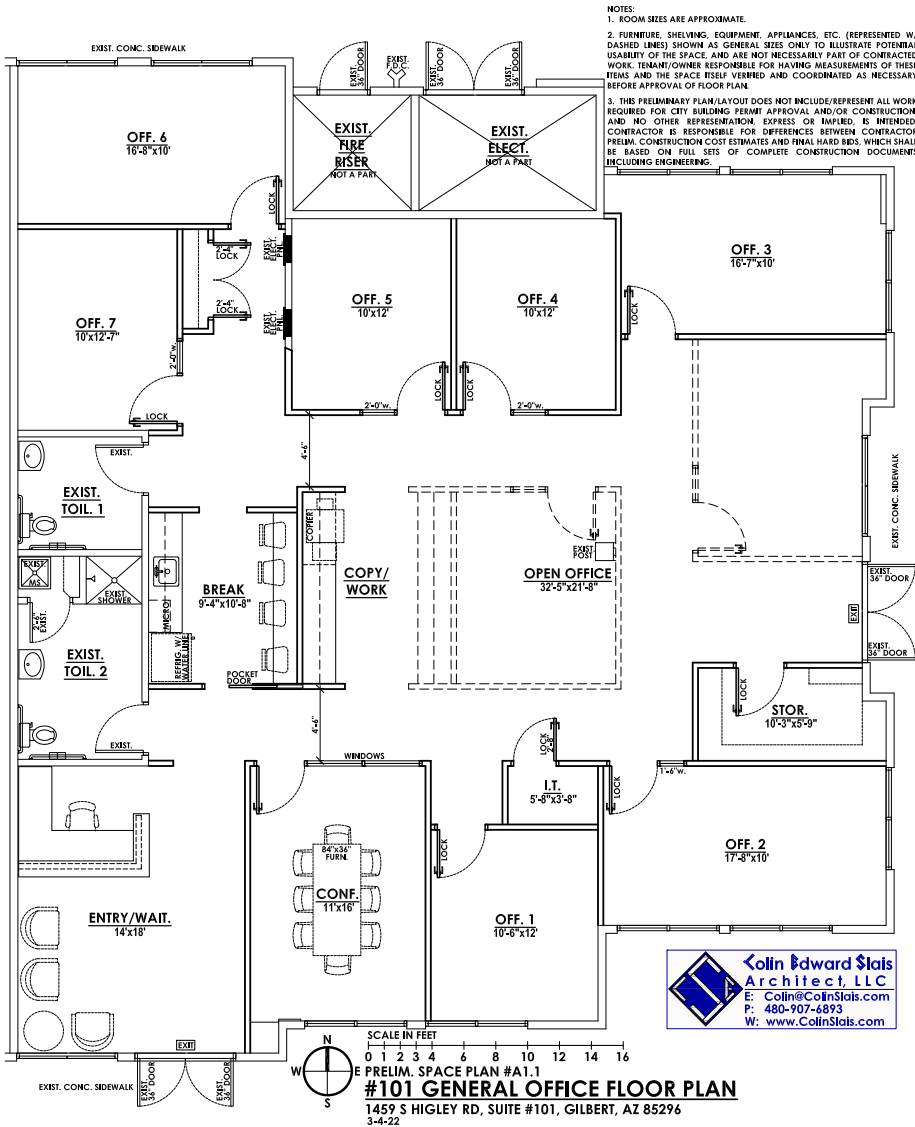 NOTES:
1. ROOM SIZES ARE APPROXIMATE.
2. FURNITURE, SHELVING, EQUIPMENT, APPLIANCES, ETC. (REPRESENTED W/
DASHED LINES) SHOWN AS GENERAL SIZES ONLY TO ILLUSTRATE POTENTIAL
USABILITY OF THE SPACE, AND ARE NOT NECESSARILY PART OF CONTRACTED
WORK. TENANT/OWNER RESPONSIBLE FOR HAVING MEASUREMENTS OF THESE
ITEMS AND THE SPACE ITSELF VERIFIED AND COORDINATED AS NECESSARY
BEFORE APPROVAL OF FLOOR PLAN.
3. THIS PRELIMINARY PLAN/LAYOUT DOES NOT INCLUDE/REPRESENT ALL WORK
REQUIRED FOR CITY BUILDING PERMIT APPROVAL AND/OR CONSTRUCTION
AND NO OTHER REPRESENTATION, EXPRESS OR IMPLIED, IS INTENDED.
CONTRACTOR IS RESPONSIBLE FOR DIFFERENCES BETWEEN CONTRACTOR
PRELIM. CONSTRUCTION COST ESTIMATES AND FINAL HARD BIDS, WHICH SHALL
BE BASED ON FULL SETS OF COMPLETE CONSTRUCTION DOCUMENTS
INCLUDING ENGINEERING.
EXIST. CONC. SIDEWALK
EXIST.
36" DOOR
EXIST.
F.D.C.
EXIST.
36" DOOR
EXIST.
36" DOOR
OFF. 6
16'-8"x10'
EXIST.
FIRE
RISER
NOT A PART
EXIST.
ELECT.
NOT A PART
LOCK
2'-4"
LOCK
EXIST.
ELECT.
PNL.
2'-4"
LOCK
EXIST.
ELECT.
PNL.
OFF. 3
16'-7"x10'
LOCK
OFF. 5
10'x12'
OFF. 4
10'x12'
OFF. 7
10'x12'-7"
2'-0"w.
LOCK
LOCK
LOCK
2'-0"w.
2'-0"w.
EXIST.
4'-6"
EXIST.
TOIL. 1
COPIER
EXIST.
POST
EXIST. CONC. SIDEWALK
EXIST.
MS
EXIST
SHOWER
BREAK
9'-4"x10'-8"
MICRO
REFRIG. W/
WATER LINE
COPY/
WORK
OPEN OFFICE
32'-5"x21'-8"
EXIST.
36" DOOR
EXIT
EXIST.
36" DOOR
2'-6"
EXIST.
EXIST.
TOIL. 2
POCKET
DOOR
LOCK
STOR.
10'-3"x5'-9"
EXIST.
4'-6"
LOCK
2'-8"
WINDOWS
I.T.
5'-8"x3'-8"
LOCK
1'-6"w.
84"x36"
FURN.
LOCK
OFF. 2
17'-8"x10'
CONF.
11'x16'
ENTRY/WAIT.
14'x18'
OFF. 1
10'-6"x12'
Colin Edward Slais
Architect, LLC
E: Colin@ColinSlais.com
P: 480-907-6893
W: www.ColinSlais.com
EXIT
EXIST. CONC. SIDEWALK
EXIST.
36" DOOR
EXIST.
36" DOOR
N
W
E
S
SCALE IN FEET
0 1 2 3 4 6 8 10 12 14 16
PRELIM. SPACE PLAN #A1.1
#101 GENERAL OFFICE FLOOR PLAN
1459 S HIGLEY RD, SUITE #101, GILBERT, AZ 85296
3-4-22